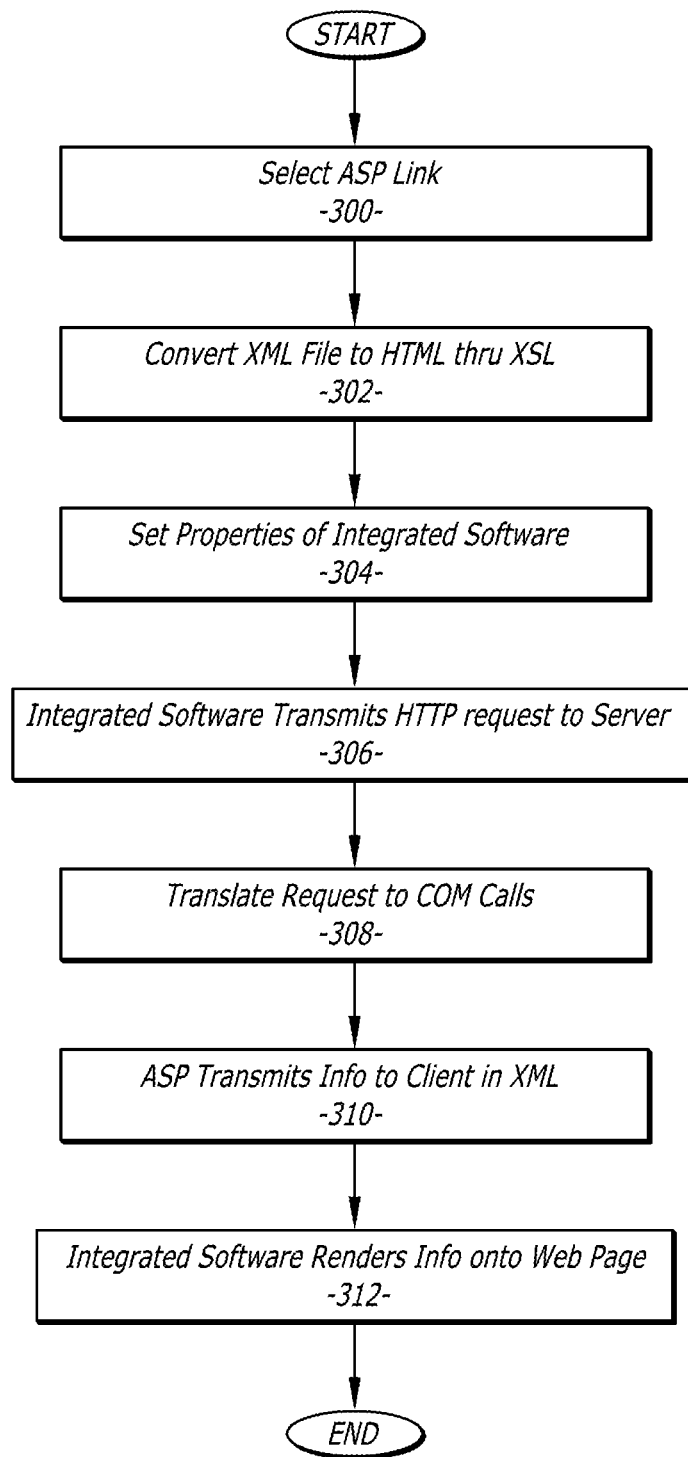 START
Select ASP Link
-300-
Convert XML File to HTML thru XSL
-302-
Set Properties of Integrated Software
-304-
Integrated Software Transmits HTTP request to Server
-306-
Translate Request to COM Calls
-308-
ASP Transmits Info to Client in XML
-310-
Integrated Software Renders Info onto Web Page
-312-
END